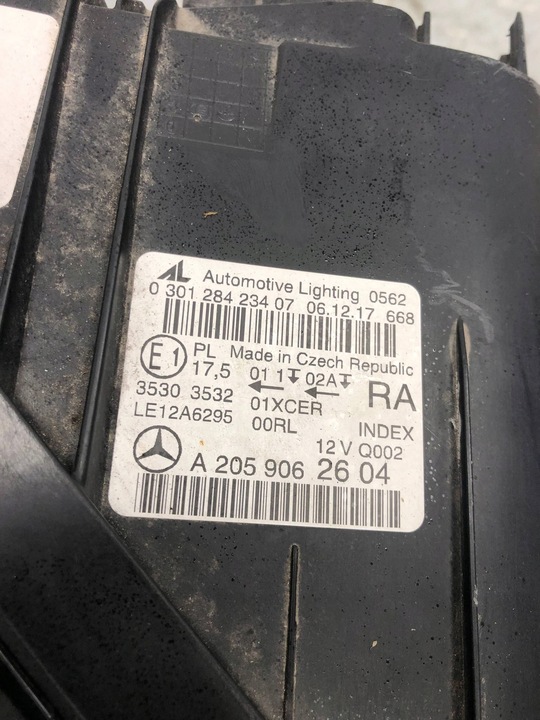 AL Automotive Lighting 0562
0 301 284 234 07 06.12.17 668
E1 PL Made in Czech Republic
17,5 01 1 02A
3530 3532 01XCER RA
LE12A6295 00RL INDEX
12 V Q002
A 205 906 26 04